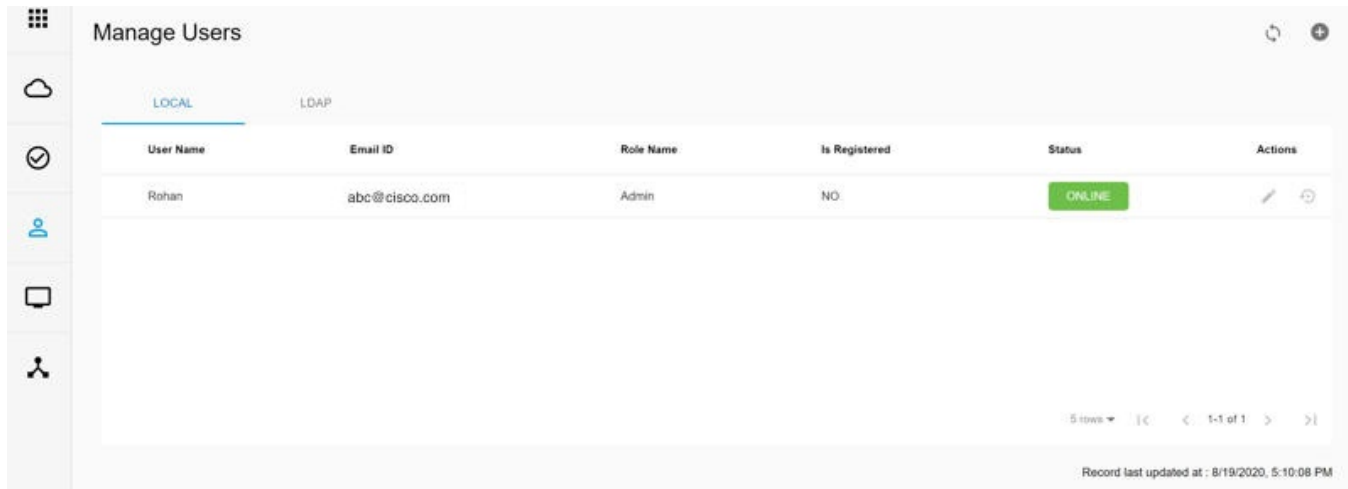 Manage Users
LOCAL LDAP
User Name Email ID Role Name Is Registered Status Actions
Rohan abc@cisco.com Admin NO ONLINE
5 rows 1-1 of 1
Record last updated at : 8/19/2020, 5:10:08 PM